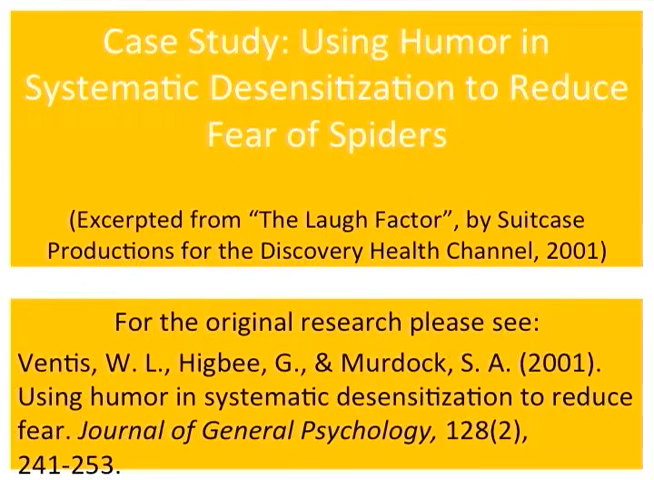 Case Study: Using Humor in
Systematic Desensitization to Reduce
Fear of Spiders
(Excerpted from “The Laugh Factor”, by Suitcase
Productions for the Discovery Health Channel, 2001)
For the original research please see:
Ventis, W. L., Higbee, G., & Murdock, S. A. (2001).
Using humor in systematic desensitization to reduce
fear. Journal of General Psychology, 128(2),
241-253.